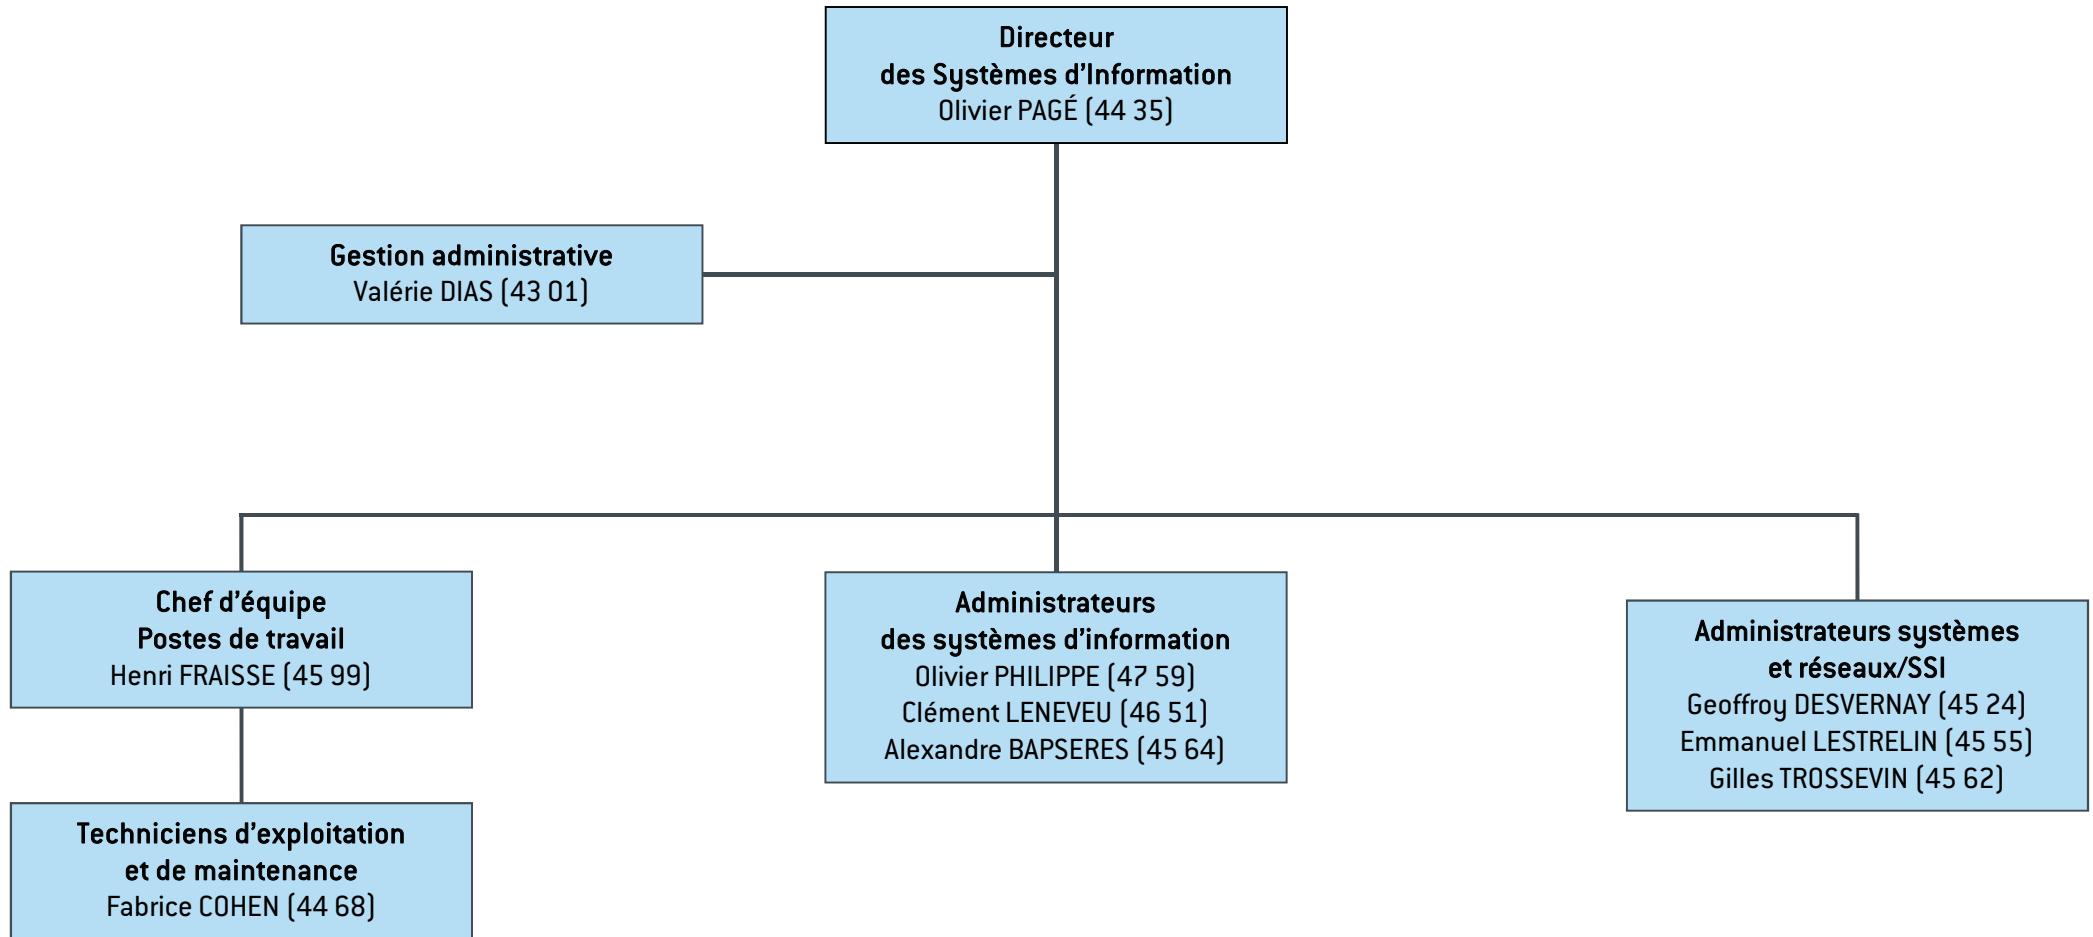 Directeur
des Systèmes d'Information
Olivier PAGÉ (44 35)
Gestion administrative
Valérie DIAS (43 01)
Chef d'équipe
Postes de travail
Henri FRAISSE (45 99)
Administrateurs
des systèmes d'information
Olivier PHILIPPE (47 59)
Clément LENEVEU (46 51)
Alexandre BAPSERES (45 64)
Administrateurs systèmes
et réseaux/SSI
Geoffroy DESVERNAY (45 24)
Emmanuel LESTRELIN (45 55)
Gilles TROSSEVIN (45 62)
Techniciens d'exploitation
et de maintenance
Fabrice COHEN (44 68)